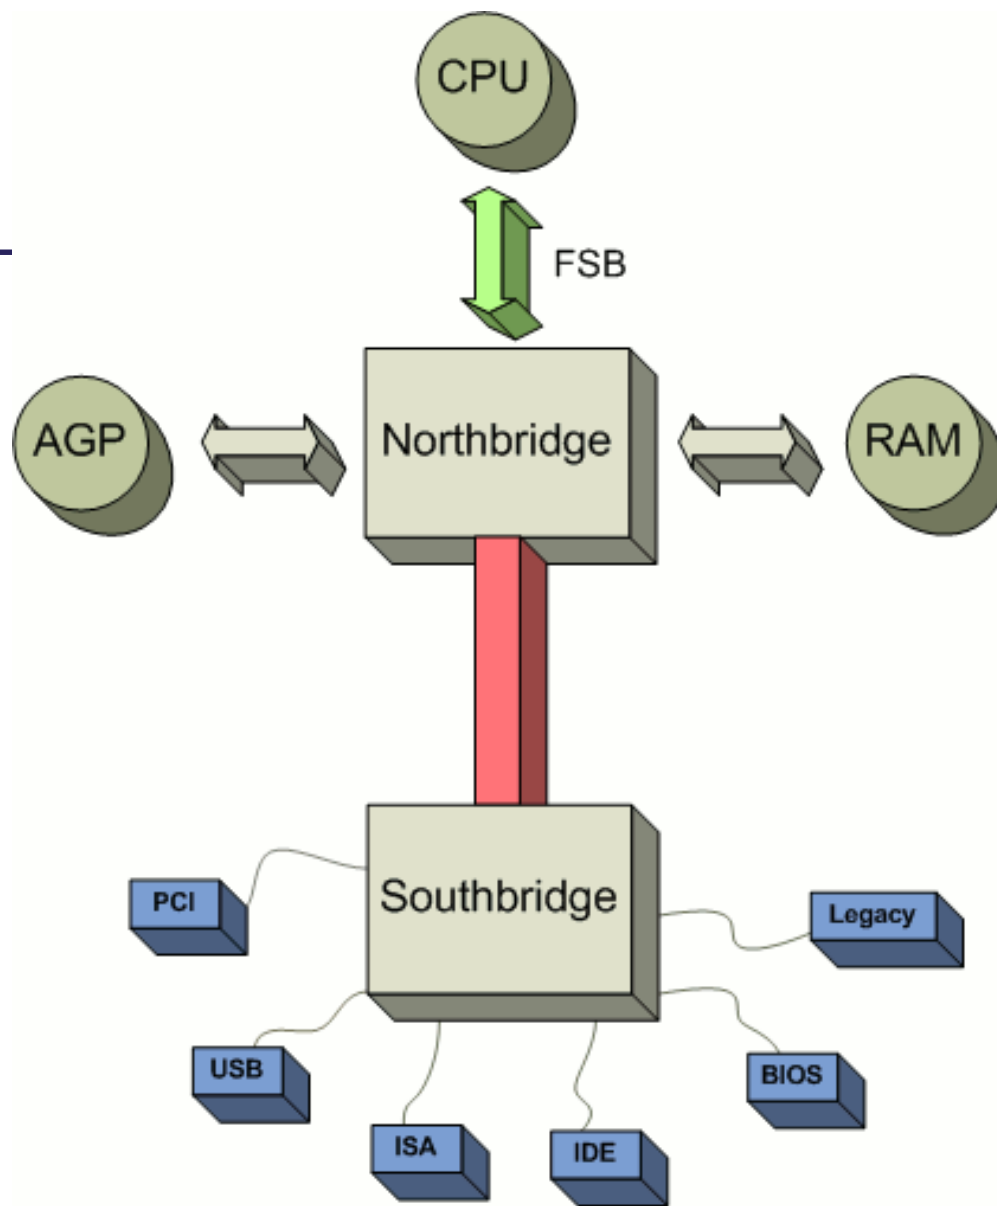 CPU
FSB
AGP
Northbridge
RAM
Southbridge
PCI
Legacy
USB
BIOS
ISA
IDE